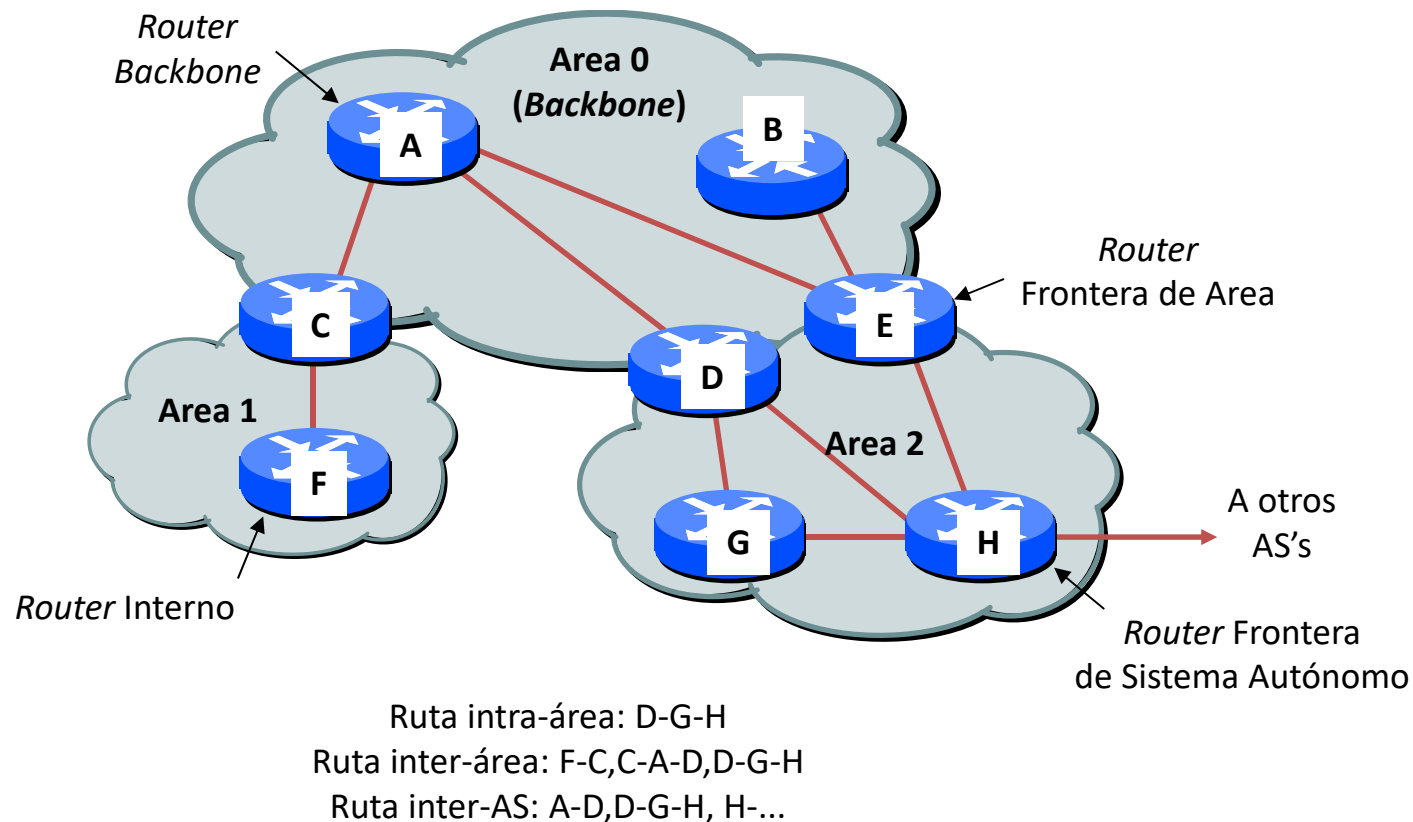 Router
Backbone
Area 0
(Backbone)
A
B
Router
Frontera de Area
C
E
D
Area 1
Area 2
F
G
H
A otros
AS's
Router Interno
Router Frontera
de Sistema Autónomo
Ruta intra-área: D-G-H
Ruta inter-área: F-C,C-A-D,D-G-H
Ruta inter-AS: A-D,D-G-H, H-...